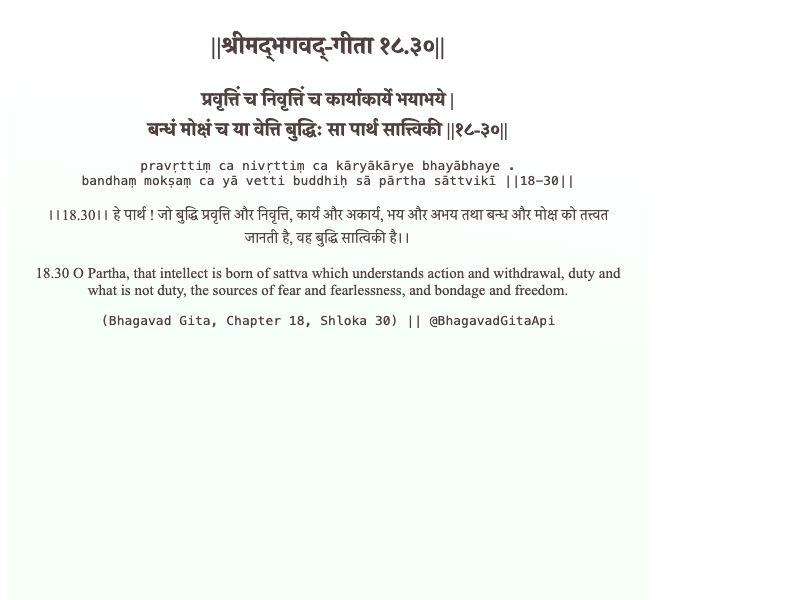 ||श्रीमद्‍भगवद्‍-गीता १८.३०||
प्रवृत्तिं च निवृत्तिं च कार्याकार्ये भयाभये |
बन्धं मोक्षं च या वेत्ति बुद्धिः सा पार्थ सात्त्विकी ||१८-३०||
pravṛttiṃ ca nivṛttiṃ ca kāryākārye bhayābhaye .
bandhaṃ mokṣaṃ ca yā vetti buddhiḥ sā pārtha sāttvikī ||18-30||
।।18.30।। हे पार्थ ! जो बुद्धि प्रवृत्ति और निवृत्ति, कार्य और अकार्य, भय और अभय तथा बन्ध और मोक्ष को तत्त्वत
जानती है, वह बुद्धि सात्विकी है।।
18.30 O Partha, that intellect is born of sattva which understands action and withdrawal, duty and
what is not duty, the sources of fear and fearlessness, and bondage and freedom.
(Bhagavad Gita, Chapter 18, Shloka 30) || @BhagavadGitaApi